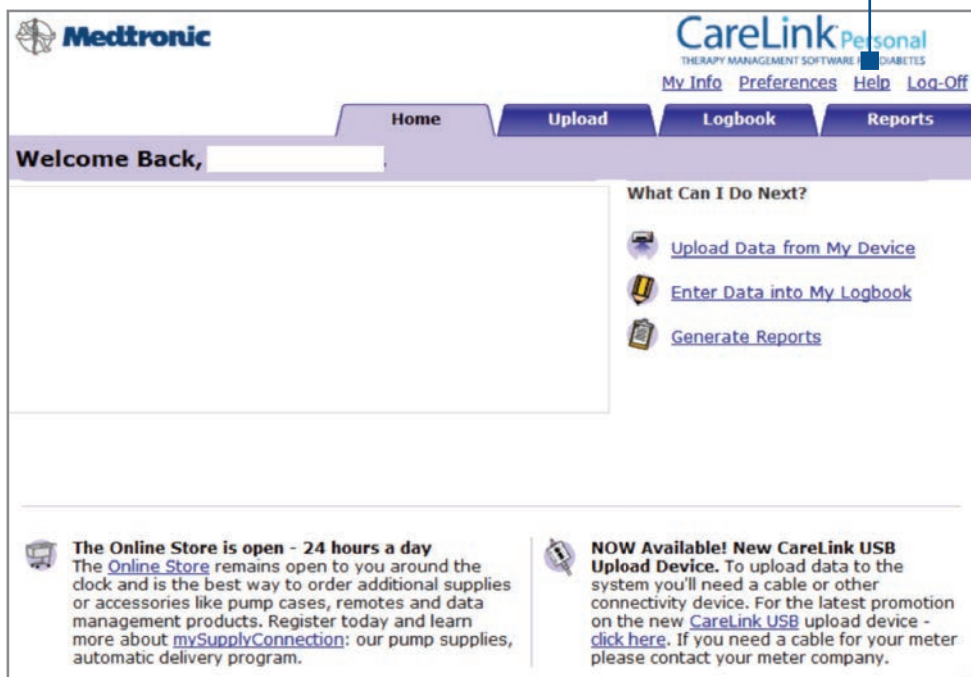 Medtronic
CareLink Personal
THERAPY MANAGEMENT SOFTWARE DIABETES
My Info Preferences Help Log-Off
Home Upload Logbook Reports
Welcome Back,
What Can I Do Next?
Upload Data from My Device
Enter Data into My Logbook
Generate Reports
The Online Store is open - 24 hours a day
The Online Store remains open to you around the
clock and is the best way to order additional supplies
or accessories like pump cases, remotes and data
management products. Register today and learn
more about mySupplyConnection: our pump supplies,
automatic delivery program.
NOW Available! New CareLink USB
Upload Device. To upload data to the
system you'll need a cable or other
connectivity device. For the latest promotion
on the new CareLink USB upload device -
click here. If you need a cable for your meter
please contact your meter company.